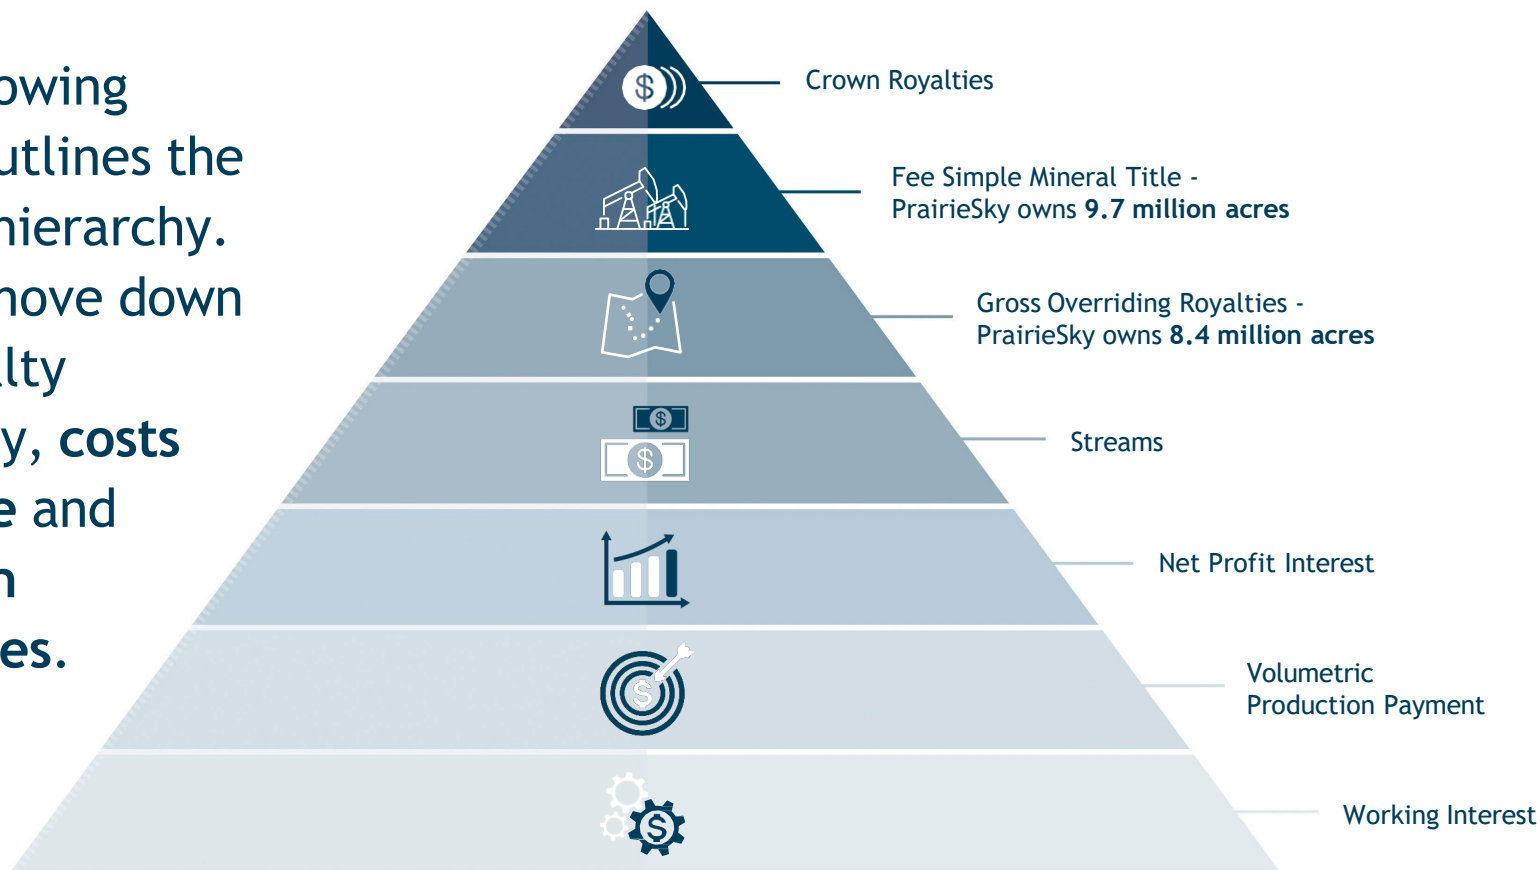 owing
utlines the
hierarchy.
move down
alty
y, costs
e and
n
es.
Crown Royalties
Fee Simple Mineral Title -
PrairieSky owns 9.7 million acres
Gross Overriding Royalties -
PrairieSky owns 8.4 million acres
Streams
Net Profit Interest
Volumetric
Production Payment
Working Interest
$
$
$
$
$